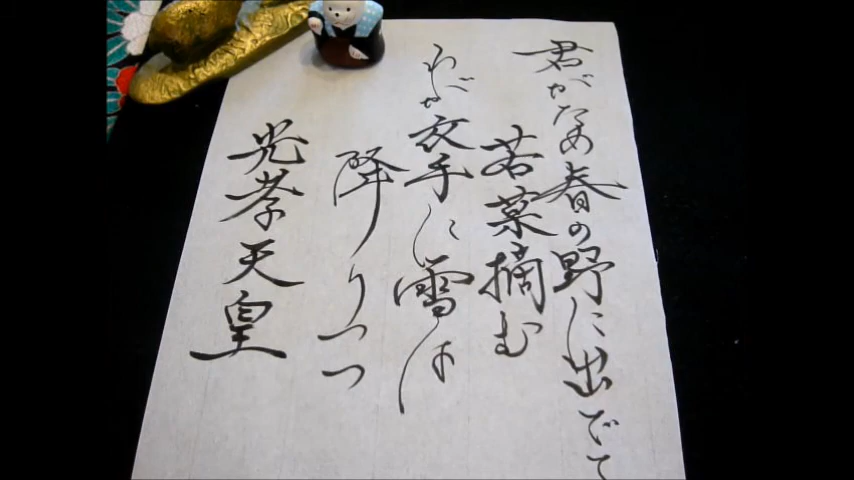 君がため春の野に出でて
若菜摘む
わが衣手に雪は
降りつつ
光孝天皇